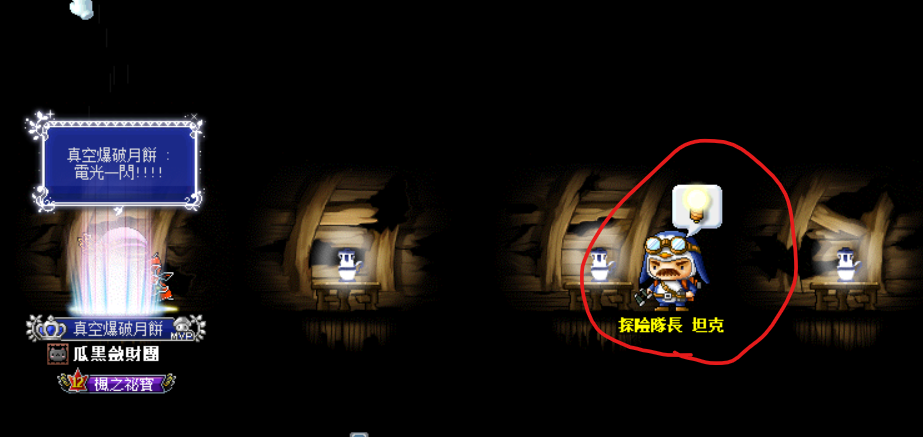 真空爆破月餅 :
電光一閃!!!!
真空爆破月餅
MVP
瓜黑劍財團
12 楓之祕寶
探險隊長 坦克